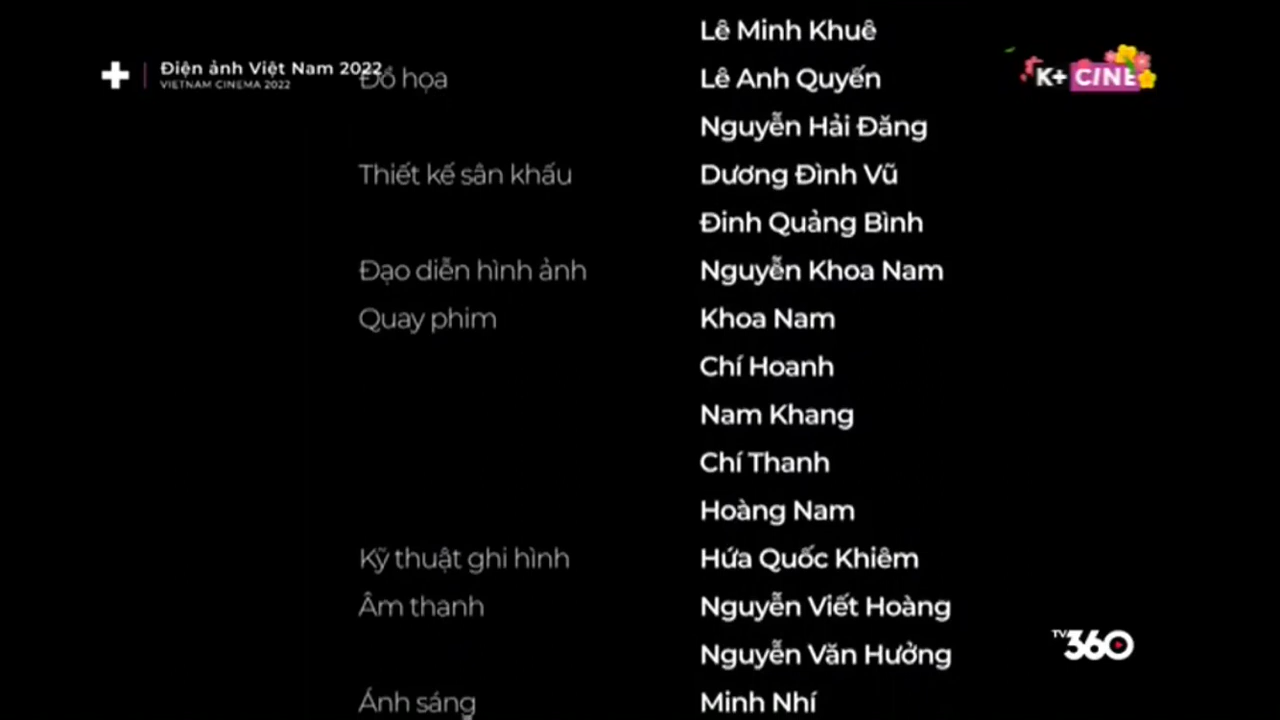 Lê Minh Khuê
Điện ảnh Việt Nam 2022
VIETNAM CINEMA 2022
K+ CINE
Đồ họa Lê Anh Quyến
Nguyễn Hải Đăng
Thiết kế sân khấu Dương Đình Vũ
Đinh Quảng Bình
Đạo diễn hình ảnh Nguyễn Khoa Nam
Quay phim Khoa Nam
Chí Hoanh
Nam Khang
Chí Thanh
Hoàng Nam
Kỹ thuật ghi hình Hứa Quốc Khiêm
Âm thanh Nguyễn Viết Hoàng
Nguyễn Văn Hưởng
TV360
Ánh sáng Minh Nhí